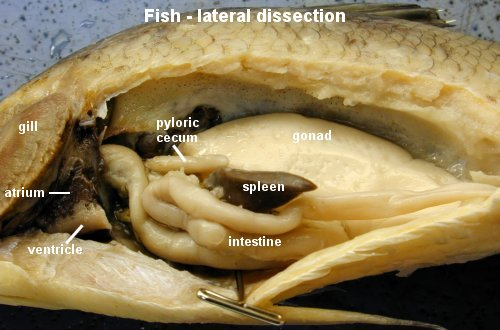 Fish - lateral dissection
gill
pyloric
cecum
gonad
atrium
spleen
ventricle
intestine